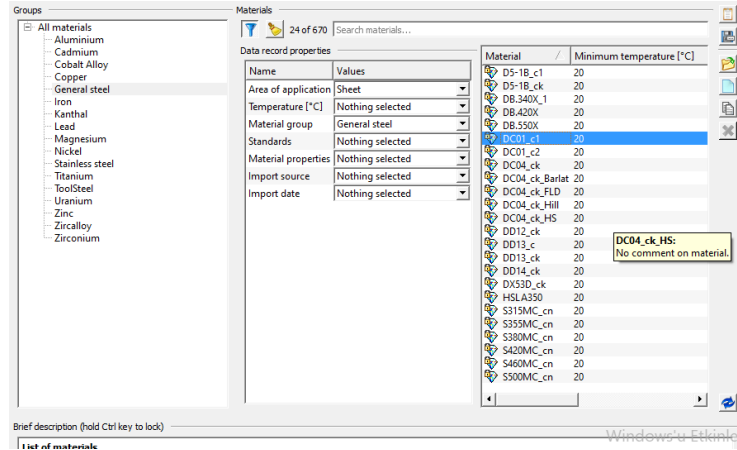 Groups
All materials
Aluminium
Cadmium
Cobalt Alloy
Copper
General steel
Iron
Kanthal
Lead
Magnesium
Nickel
Stainless steel
Titanium
ToolSteel
Uranium
Zinc
Zircalloy
Zirconium
Materials
24 of 670 Search materials...
Data record properties
Name Values
Area of application Sheet
Temperature [°C] Nothing selected
Material group General steel
Standards Nothing selected
Material properties Nothing selected
Import source Nothing selected
Import date Nothing selected
Material Minimum temperature [°C]
D5-1B_c1 20
D5-1B_ck 20
DB.340X_1 20
DB.420X 20
DB.550X 20
DC01_c1 20
DC01_c2 20
DC04_ck 20
DC04_ck_Barlat 20
DC04_ck_FLD 20
DC04_ck_Hill 20
DC04_ck_HS 20
DD12_ck 20
DD13_c 20
DD13_ck 20
DD14_ck 20
DX53D_ck 20
HSLA350 20
S315MC_cn 20
S355MC_cn 20
S380MC_cn 20
S420MC_cn 20
S460MC_cn 20
S500MC_cn 20
DC04_ck_HS:
No comment on material.
Brief description (hold Ctrl key to lock)
Windows'u Etkinle
List of materials